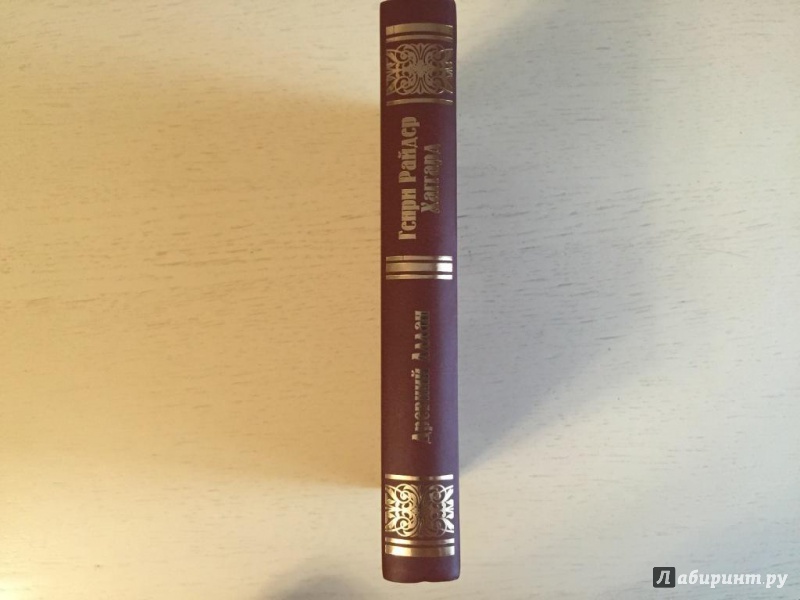 Генри Райдер
Хаггард
Древний Аллан
Лабиринт.ру